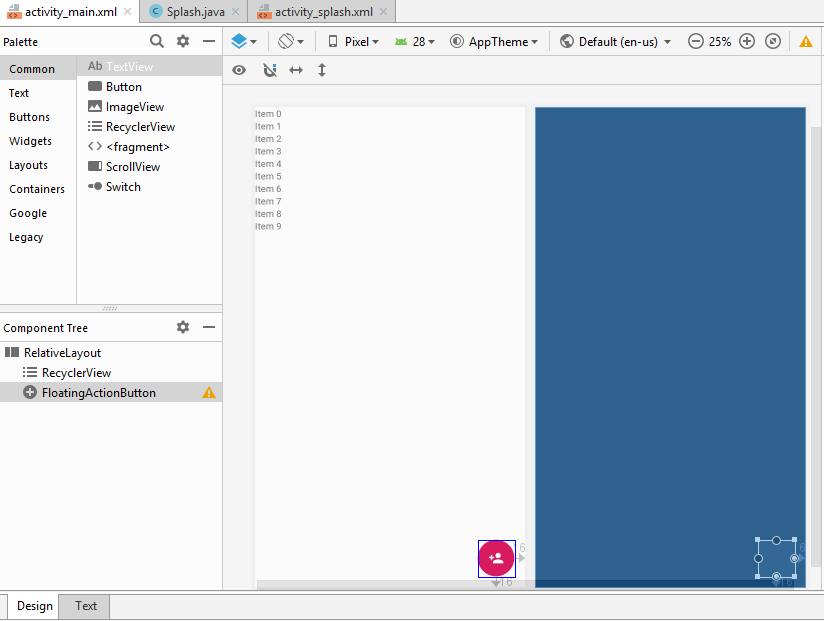 activity_main.xml Splash.java activity_splash.xml
Palette Pixel 28 AppTheme Default (en-us) 25%
Common
Text
Buttons
Widgets
Layouts
Containers
Google
Legacy
Ab TextView
Button
ImageView
RecyclerView
<fragment>
ScrollView
Switch
Component Tree
RelativeLayout
RecyclerView
FloatingActionButton
Item 0
Item 1
Item 2
Item 3
Item 4
Item 5
Item 6
Item 7
Item 8
Item 9
6
16
6
16
Design Text